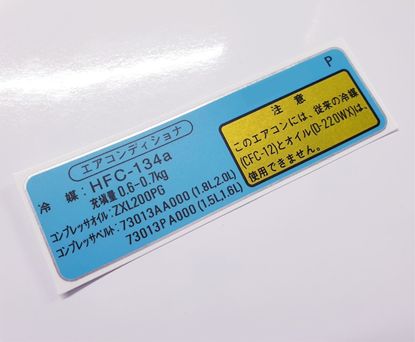 P
エアコンディショナ
冷　媒：HFC-134a
充填量 0.6-0.7kg
コンプレッサオイル：ZXL200PG
コンプレッサベルト：73013AA000 (1.8L,2.0L)
73013PA000 (1.5L,1.6L)
注　意
このエアコンには、従来の冷媒
(CFC-12)とオイル(D-220WX)は、
使用できません。